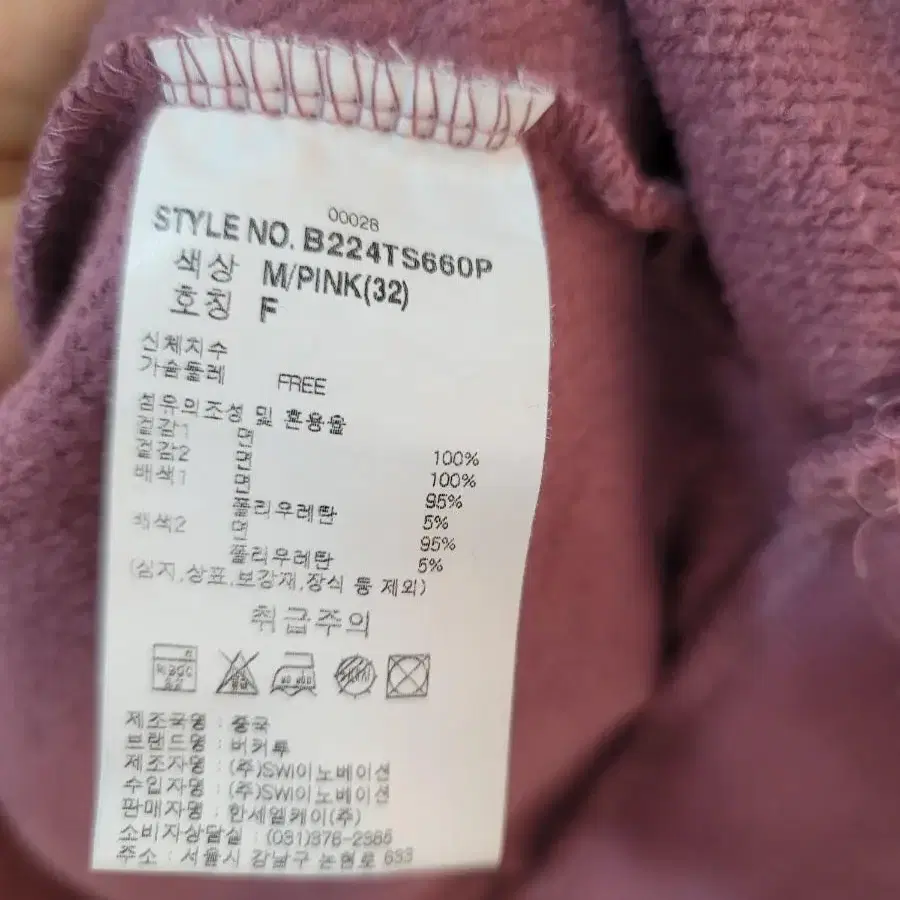 00028
STYLE NO. B224TS660P
색상 M/PINK(32)
호칭 F
신체치수
가슴둘레 FREE
섬유의조성 및 혼용율
겉감1 면 100%
겉감2 면 100%
배색1 면 95%
폴리우레탄 5%
배색2 면 95%
폴리우레탄 5%
(심지,상표,보강재,장식 등 제외)
취급주의
제조국명 : 중국
브랜드명 : 버커루
제조자명 : (주)SWI이노베이션
수입자명 : (주)SWI이노베이션
판매자명 : 한세엠케이(주)
소비자상담실 :
주소 : 서울시 강남구 논현로 633